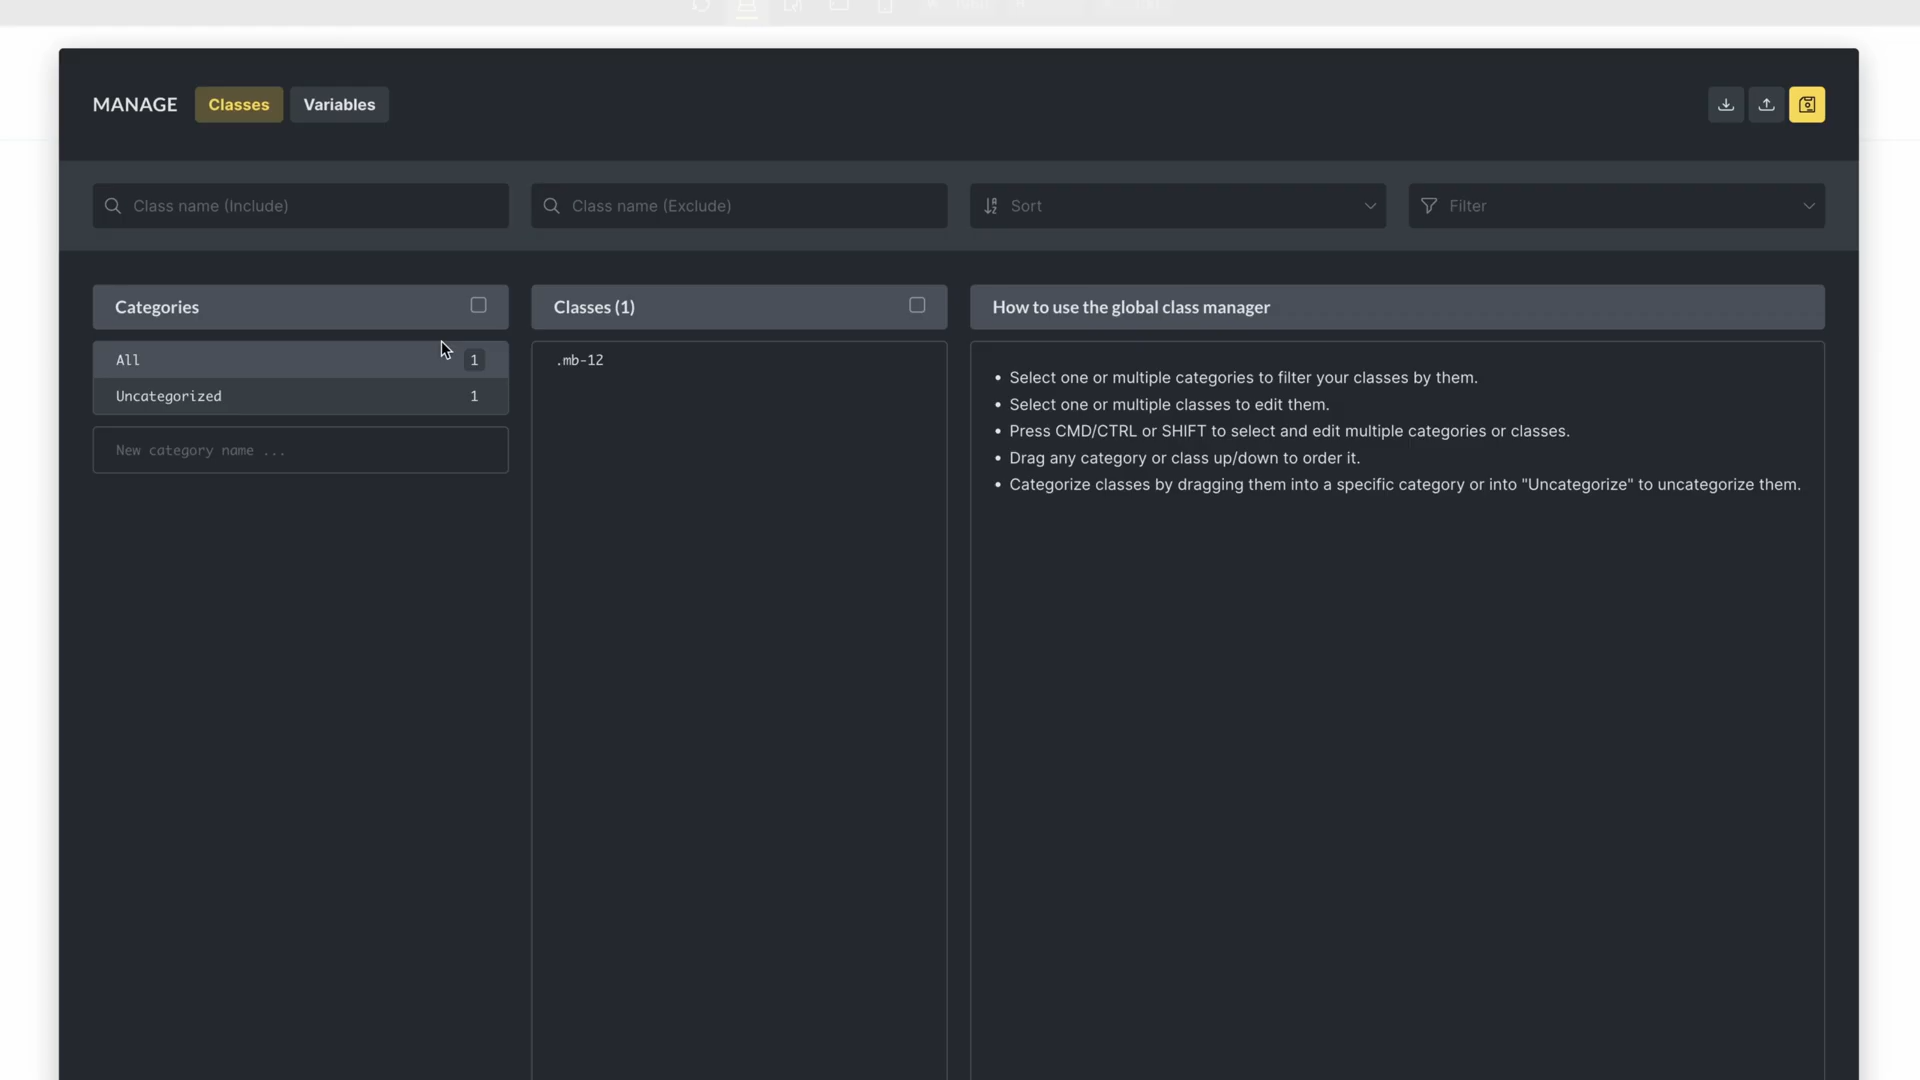 MANAGE
Classes
Variables
Class name (Include)
Class name (Exclude)
Sort
Filter
Categories
Classes (1)
How to use the global class manager
All
1
Uncategorized
1
New category name ...
.mb-12
• Select one or multiple categories to filter your classes by them.
• Select one or multiple classes to edit them.
• Press CMD/CTRL or SHIFT to select and edit multiple categories or classes.
• Drag any category or class up/down to order it.
• Categorize classes by dragging them into a specific category or into "Uncategorize" to uncategorize them.